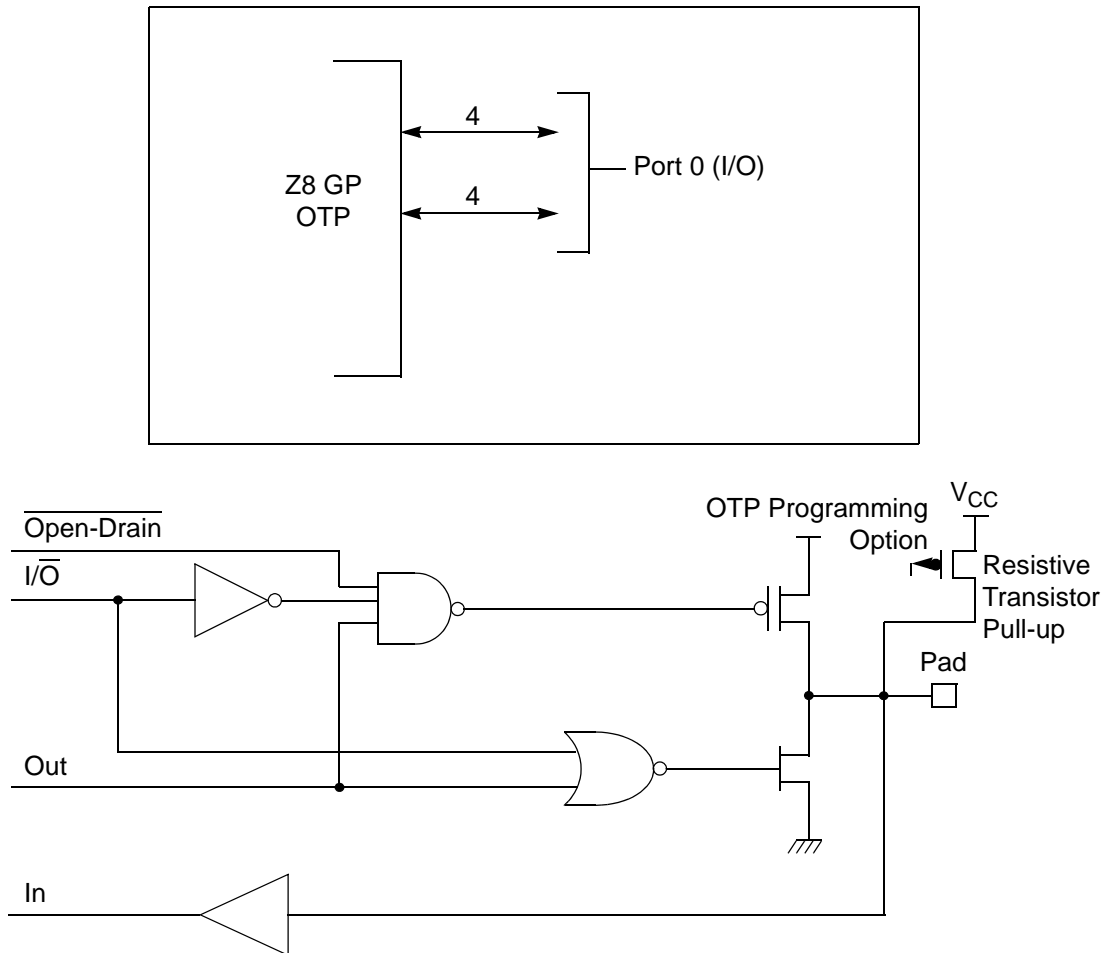 4
Z8 GP
OTP
4
Port 0 (I/O)
Open-Drain
I/O
OTP Programming
Option
VCC
Resistive
Transistor
Pull-up
Pad
Out
In